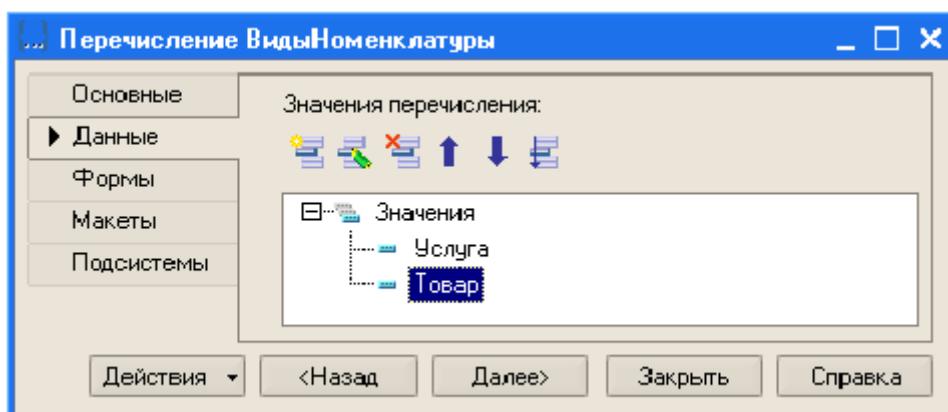 Перечисление ВидыНоменклатуры
Основные
Данные
Формы
Макеты
Подсистемы
Значения перечисления:
Значения
Услуга
Товар
Действия <Назад Далее> Закрыть Справка